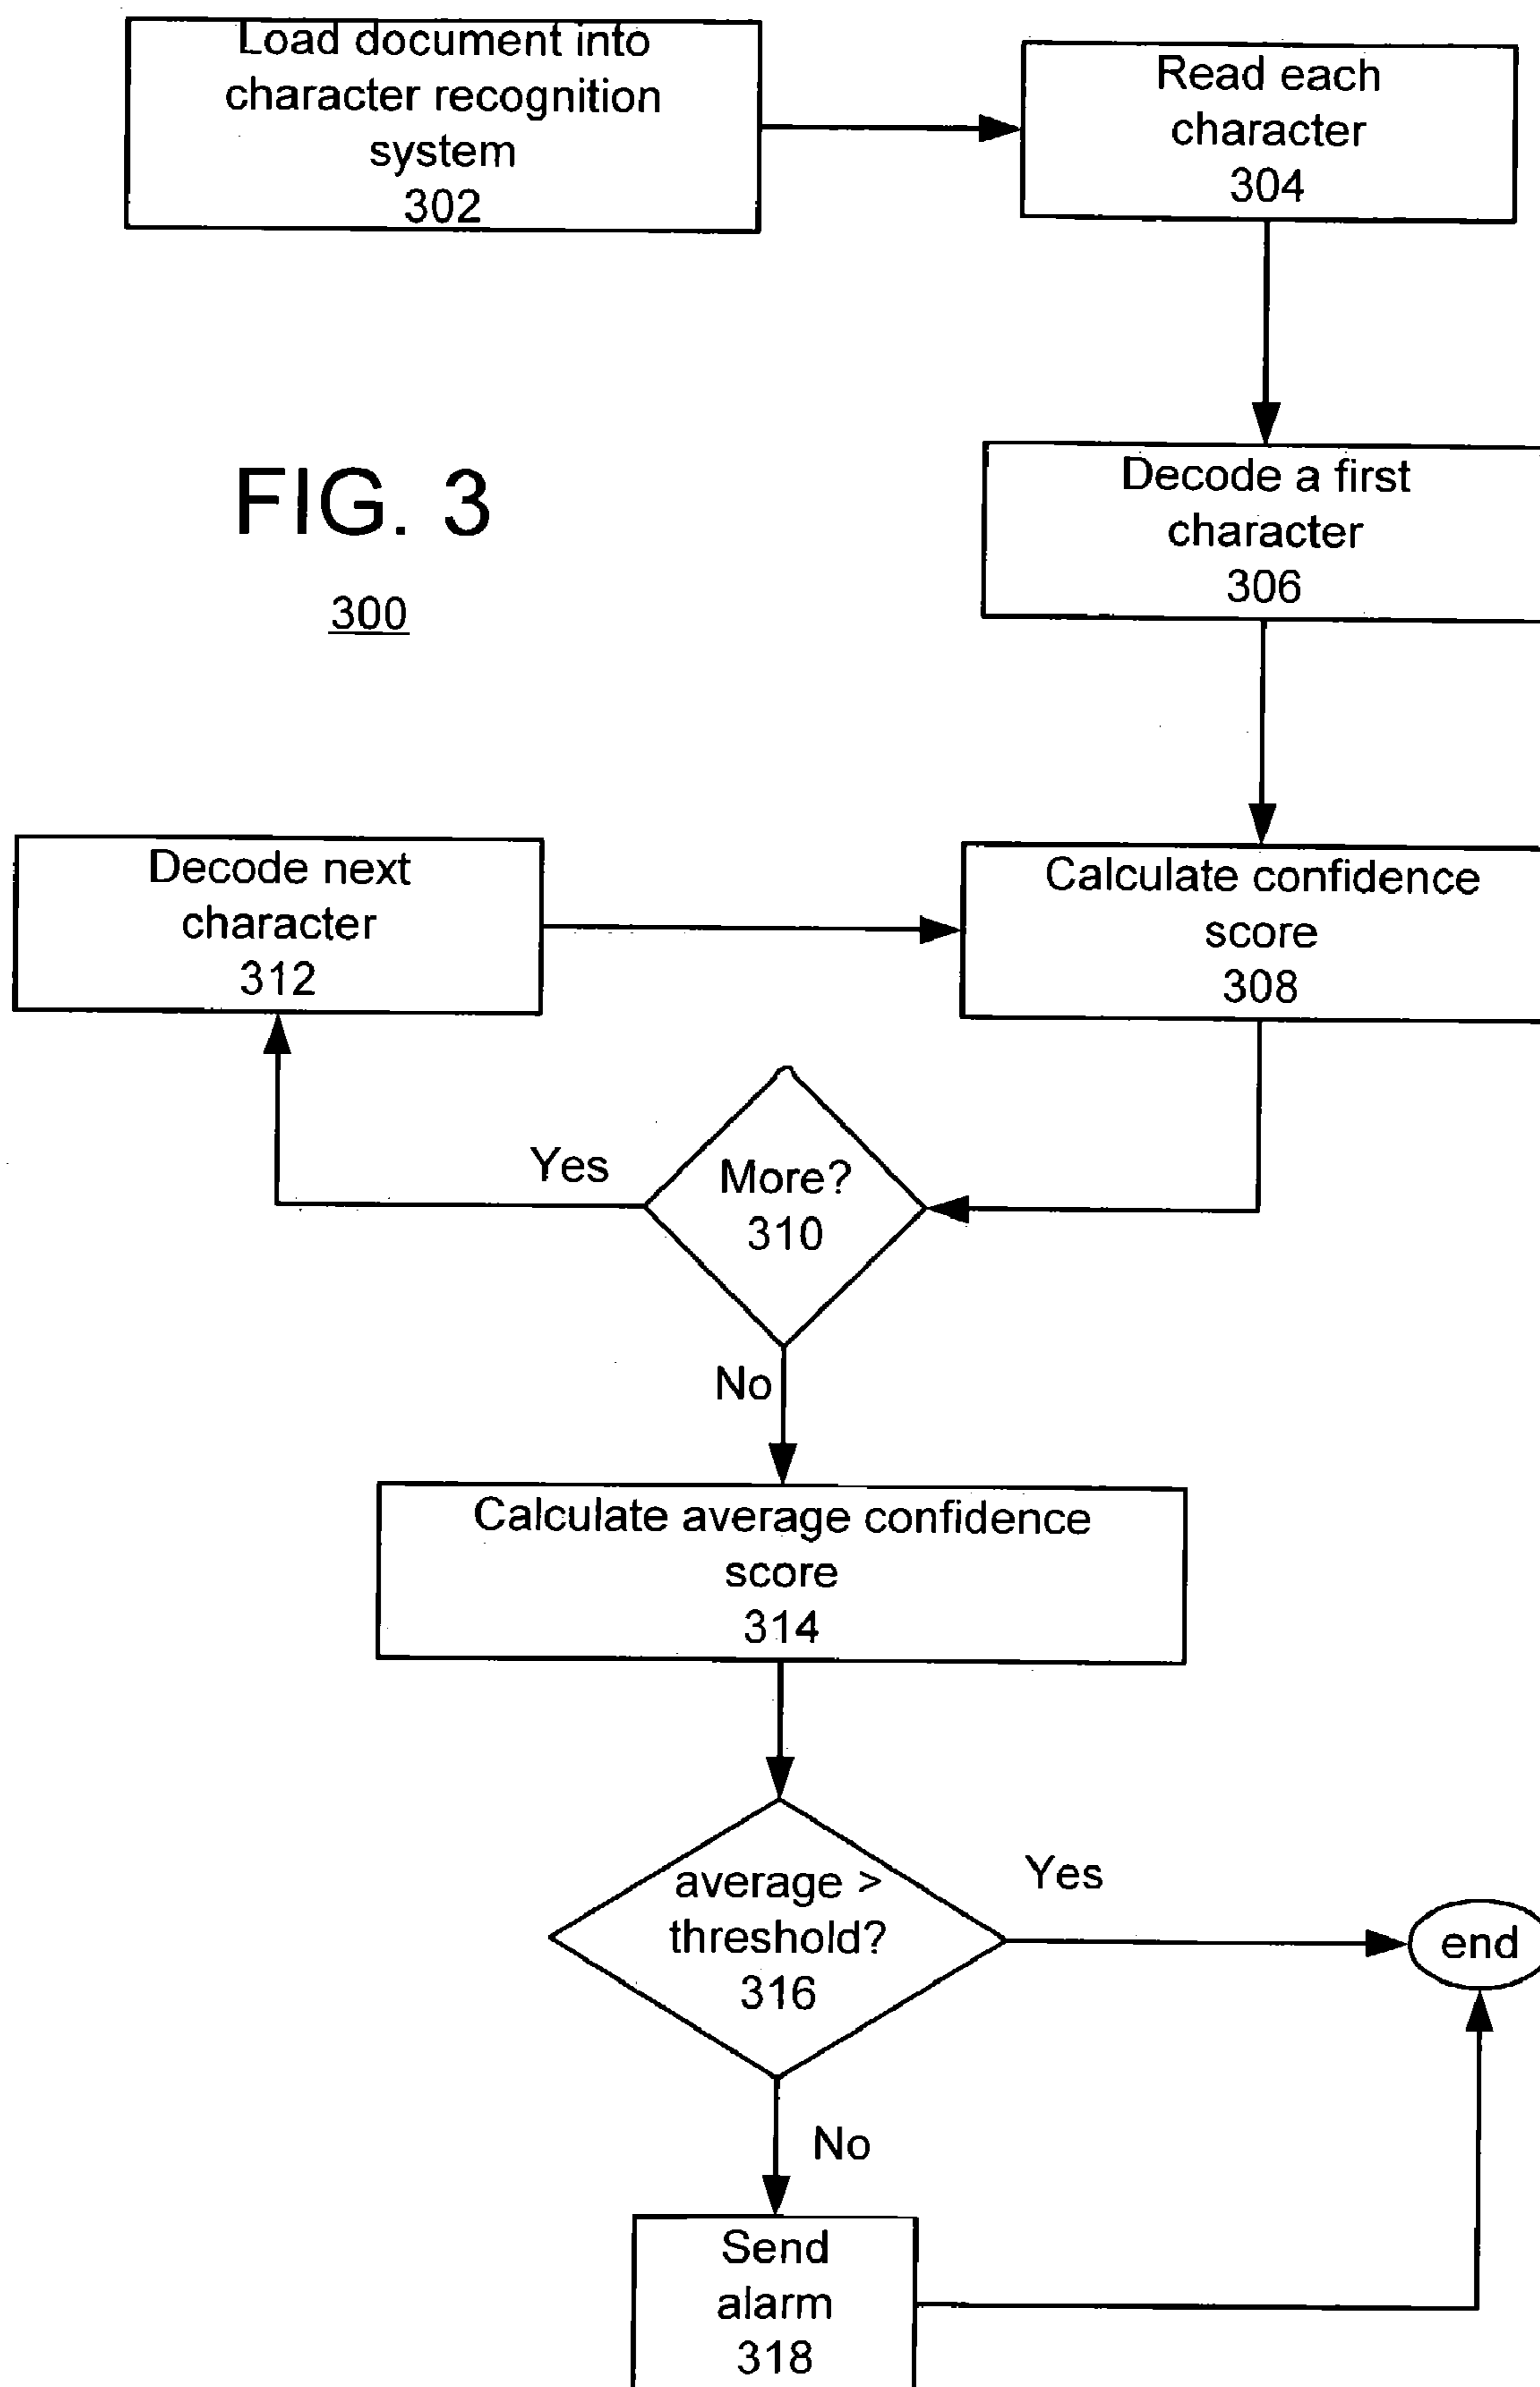 Load document into
character recognition
system
302
Read each
character
304
FIG. 3
300
Decode a first
character
306
Decode next
character
312
Calculate confidence
score
308
Yes
More?
310
No
Calculate average confidence
score
314
average >
threshold?
316
Yes
end
No
Send
alarm
318